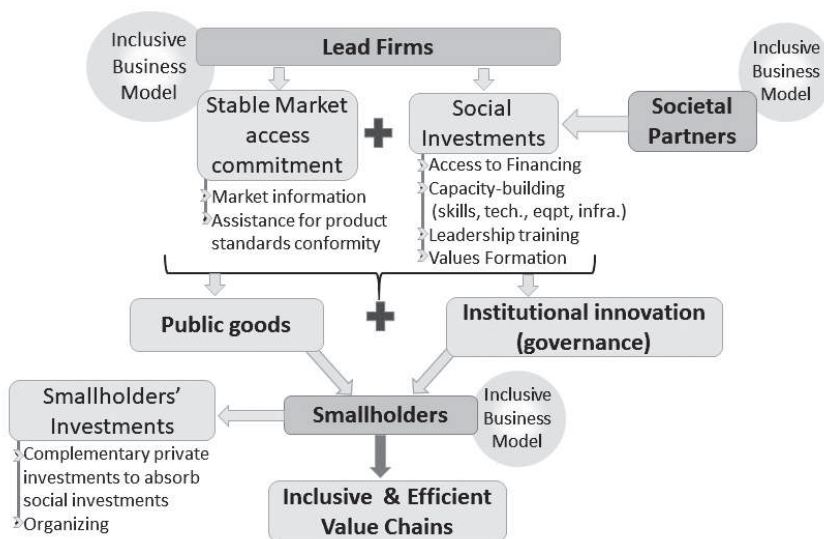 Inclusive
Business
Model
Lead Firms
Inclusive
Business
Model
Stable Market
access
commitment
Social
Investments
Societal
Partners
Market information
Assistance for product
standards conformity
Access to Financing
Capacity-building
(skills, tech., eqpt, infra.)
Leadership training
Values Formation
Public goods
Institutional innovation
(governance)
Smallholders'
Investments
Smallholders
Inclusive
Business
Model
Complementary private
investments to absorb
social investments
Organizing
Inclusive & Efficient
Value Chains